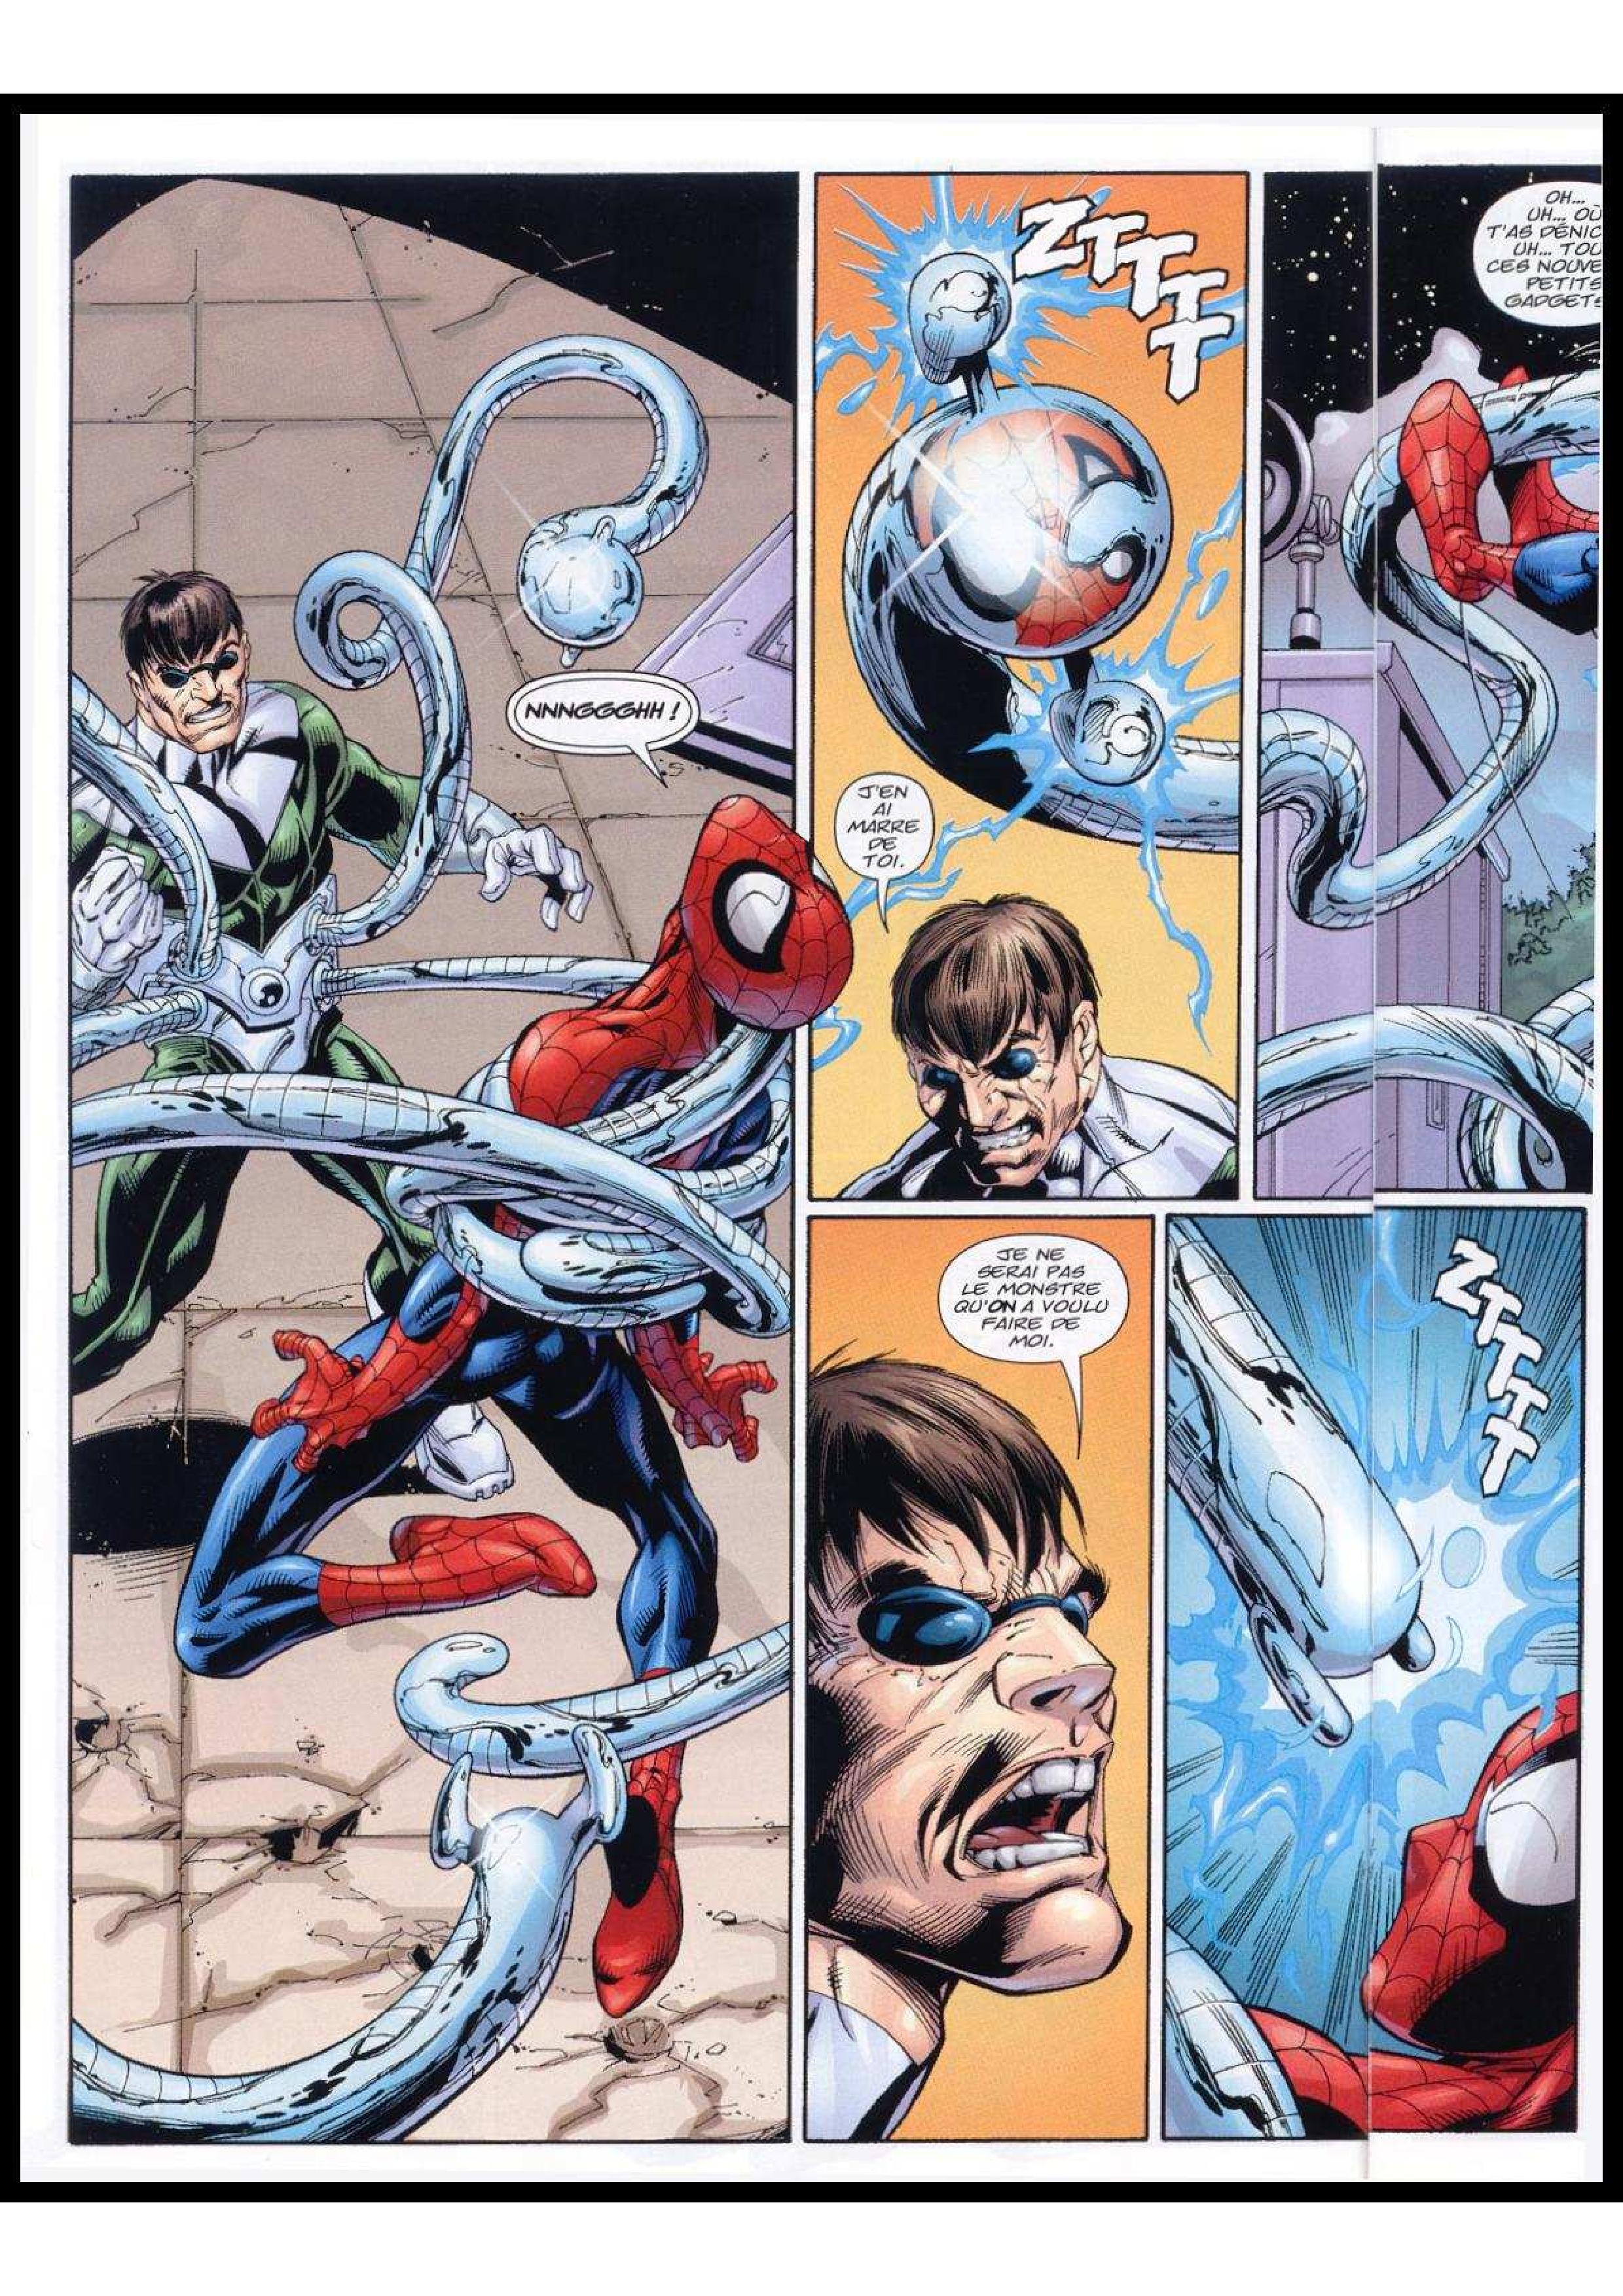 NNNGGGHH !
ZTTTT
J'EN
AI
MARRE
DE
TOI.
OH...
UH... OÙ
T'AS DÉNIC
UH... TOU
CES NOUVE
PETITS
GADGETS
JE NE
SERAI PAS
LE MONSTRE
QU'ON A VOULU
FAIRE DE
MOI.
ZTTTT